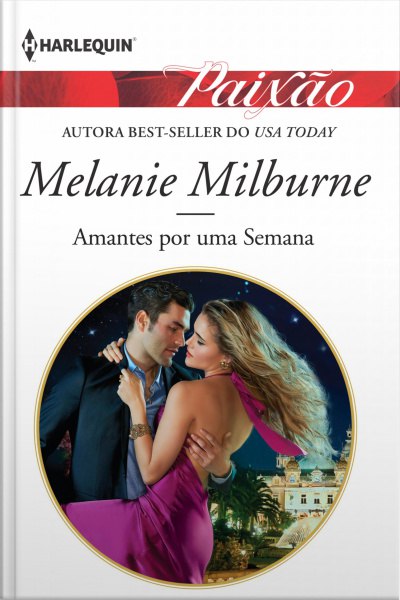 HARLEQUIN®
Paixão
AUTORA BEST-SELLER DO USA TODAY
Melanie Milburne
Amantes por uma Semana